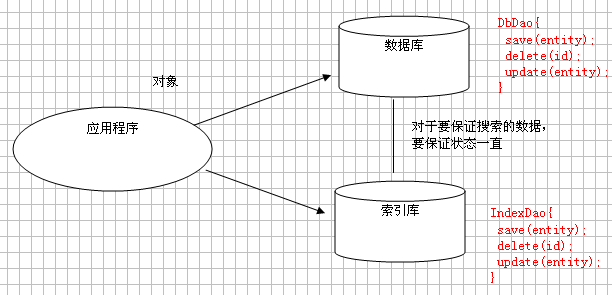 数据库
DbDao{
save(entity);
delete(id);
update(entity);
}
对象
应用程序
对于要保证搜索的数据,
要保证状态一直
索引库
IndexDao{
save(entity);
delete(id);
update(entity);
}